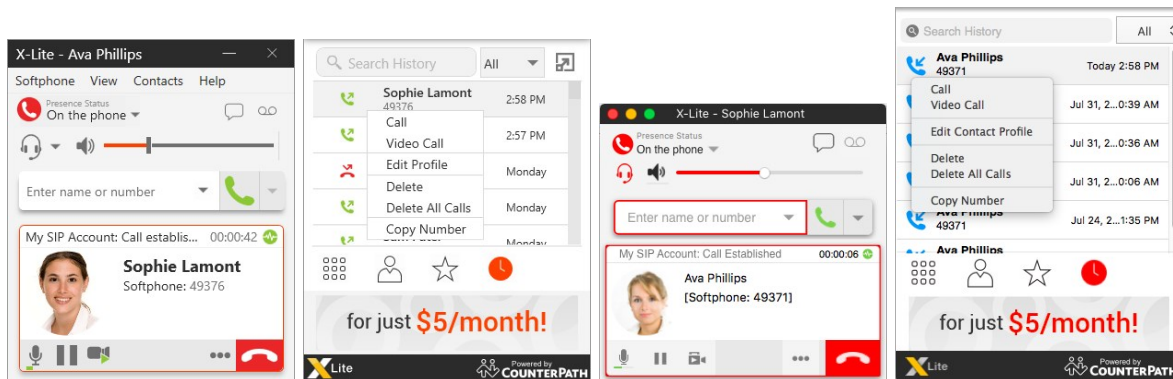 X-Lite - Ava Phillips
Softphone View Contacts Help
Presence Status
On the phone
Enter name or number
My SIP Account: Call establis... 00:00:42
Sophie Lamont
Softphone: 49376
Search History All
Sophie Lamont 2:58 PM
49376
Call
Video Call 2:57 PM
Edit Profile Monday
Delete
Delete All Calls Monday
Copy Number
Monday
for just $5/month!
X Lite Powered by
COUNTERPATH
X-Lite - Sophie Lamont
Presence Status
On the phone
Enter name or number
My SIP Account: Call Established 00:00:06
Ava Phillips
[Softphone: 49371]
Search History All
Ava Phillips Today 2:58 PM
49371
Call
Video Call Jul 31, 2...0:39 AM
Edit Contact Profile Jul 31, 2...0:36 AM
Delete
Delete All Calls Jul 31, 2...0:06 AM
Copy Number
Ava Phillips Jul 24, 2...1:35 PM
49371
Ava Phillips
for just $5/month!
X Lite Powered by
COUNTERPATH